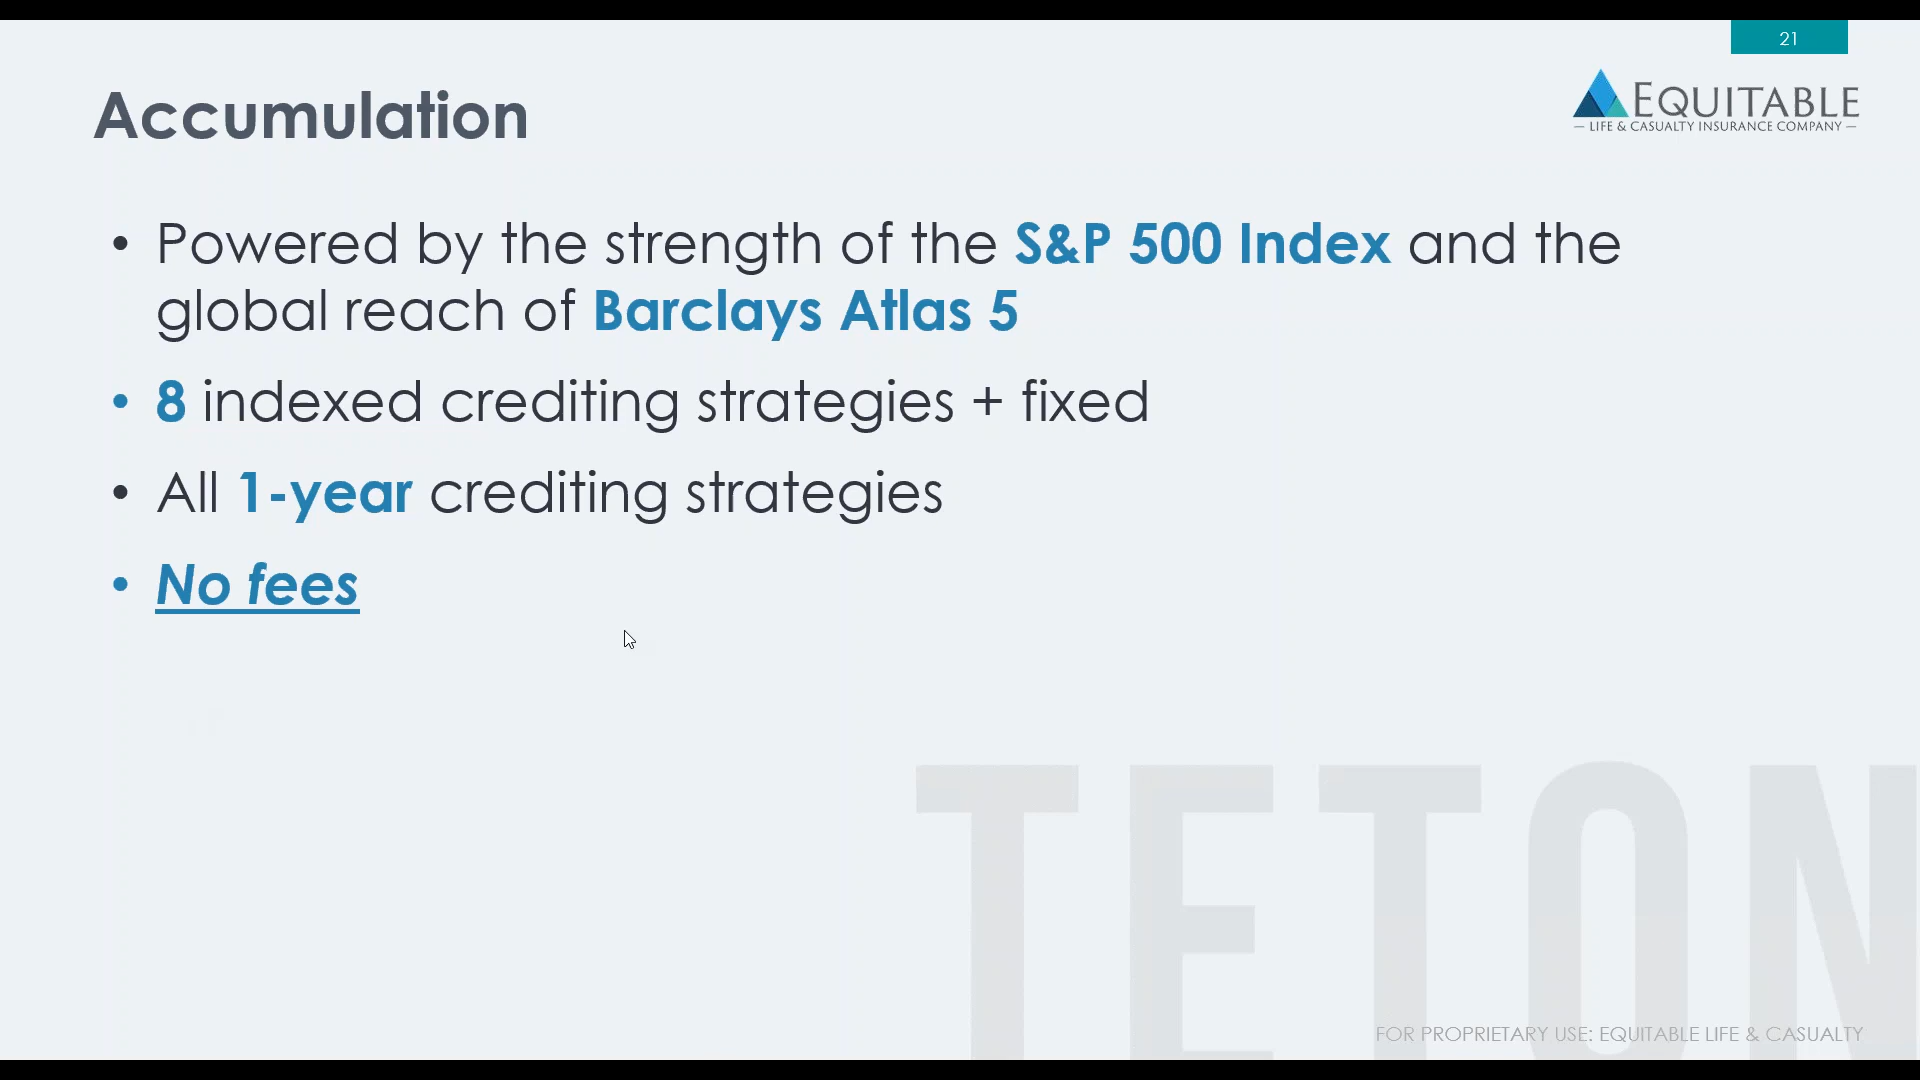 21
EQUITABLE
— LIFE & CASUALTY INSURANCE COMPANY —
Accumulation
• Powered by the strength of the S&P 500 Index and the
global reach of Barclays Atlas 5
• 8 indexed crediting strategies + fixed
• All 1-year crediting strategies
• No fees
TETON
FOR PROPRIETARY USE: EQUITABLE LIFE & CASUALTY